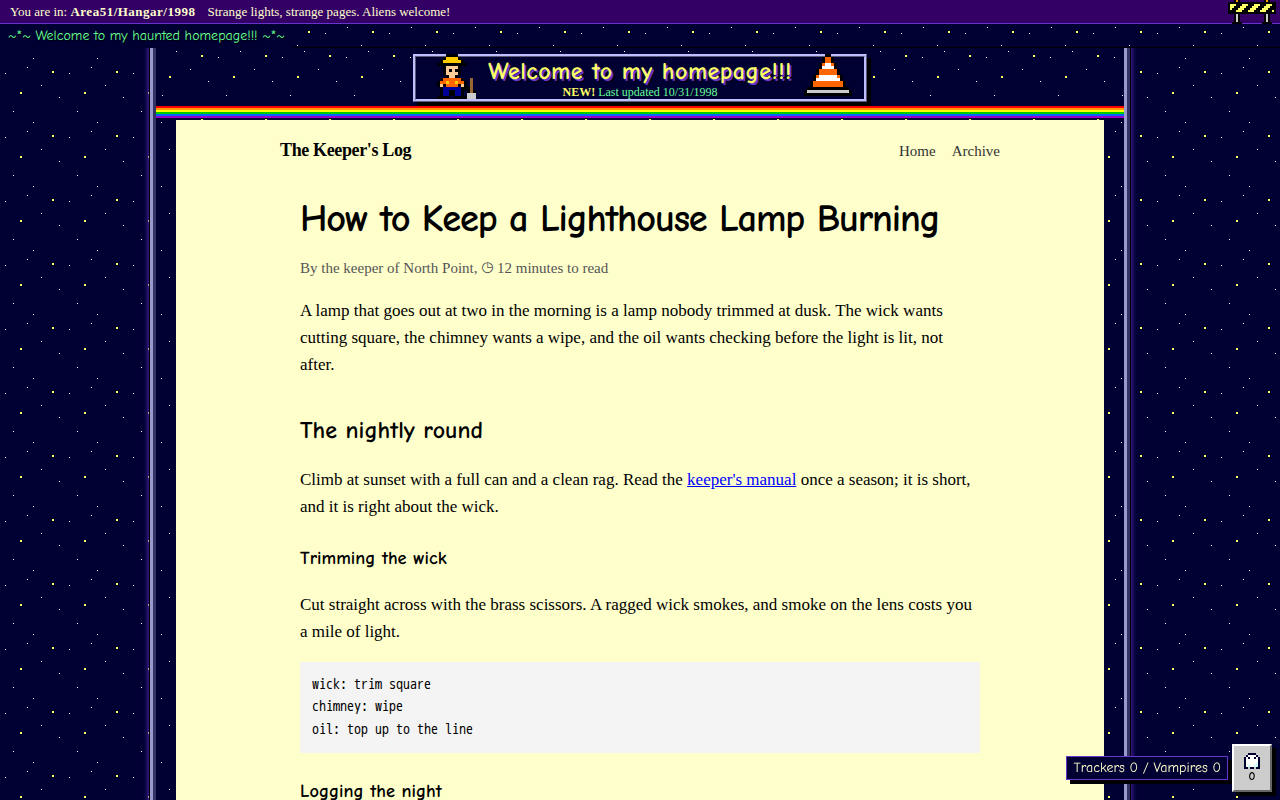 You are in: Area51/Hangar/1998 Strange lights, strange pages. Aliens welcome!
~*~ Welcome to my haunted homepage!!! ~*~
Welcome to my homepage!!!
NEW! Last updated 10/31/1998
The Keeper's Log
Home Archive
How to Keep a Lighthouse Lamp Burning
By the keeper of North Point, 12 minutes to read
A lamp that goes out at two in the morning is a lamp nobody trimmed at dusk. The wick wants
cutting square, the chimney wants a wipe, and the oil wants checking before the light is lit, not
after.
The nightly round
Climb at sunset with a full can and a clean rag. Read the keeper's manual once a season; it is short,
and it is right about the wick.
Trimming the wick
Cut straight across with the brass scissors. A ragged wick smokes, and smoke on the lens costs you
a mile of light.
wick: trim square
chimney: wipe
oil: top up to the line
Trackers 0 / Vampires 0
0
Logging the night